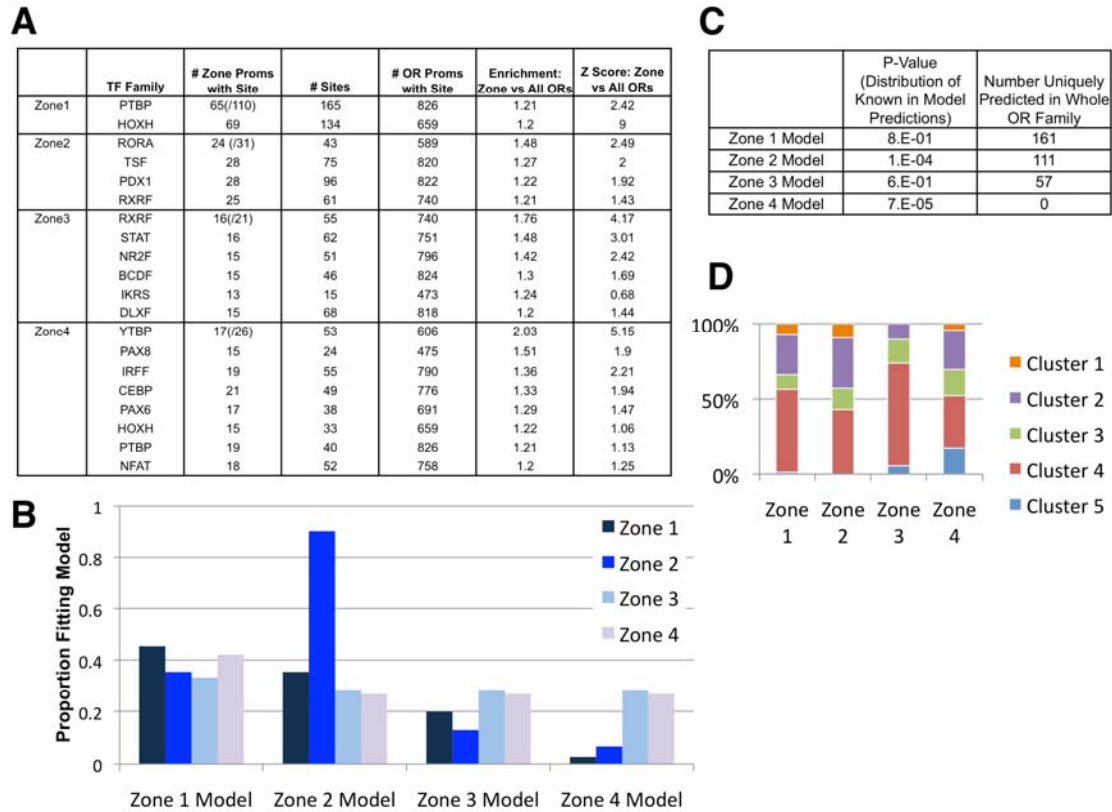 A
TF Family # Zone Proms with Site # Sites # OR Proms with Site Enrichment: Zone vs All ORs Z Score: Zone vs All ORs
Zone1 PTBP 65(/110) 165 826 1.21 2.42
HOXH 69 134 659 1.2 9
Zone2 RORA 24 (/31) 43 589 1.48 2.49
TSF 28 75 820 1.27 2
PDX1 28 96 822 1.22 1.92
RXRF 25 61 740 1.21 1.43
Zone3 RXRF 16(/21) 55 740 1.76 4.17
STAT 16 62 751 1.48 3.01
NR2F 15 51 796 1.42 2.42
BCDF 15 46 824 1.3 1.69
IKRS 13 15 473 1.24 0.68
DLXF 15 68 818 1.2 1.44
Zone4 YTBP 17(/26) 53 606 2.03 5.15
PAX8 15 24 475 1.51 1.9
IRFF 19 55 790 1.36 2.21
CEBP 21 49 776 1.33 1.94
PAX6 17 38 691 1.29 1.47
HOXH 15 33 659 1.22 1.06
PTBP 19 40 826 1.21 1.13
NFAT 18 52 758 1.2 1.25
B
Proportion Fitting Model
1
0.8
0.6
0.4
0.2
0
Zone 1 Model Zone 2 Model Zone 3 Model Zone 4 Model
Zone 1
Zone 2
Zone 3
Zone 4
C
P-Value (Distribution of Known in Model Predictions) Number Uniquely Predicted in Whole OR Family
Zone 1 Model 8.E-01 161
Zone 2 Model 1.E-04 111
Zone 3 Model 6.E-01 57
Zone 4 Model 7.E-05 0
D
100%
50%
0%
Zone 1 Zone 2 Zone 3 Zone 4
Cluster 1
Cluster 2
Cluster 3
Cluster 4
Cluster 5